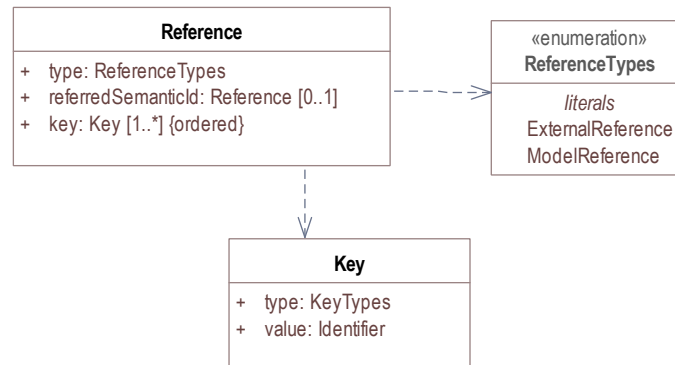 Reference
+ type: ReferenceTypes
+ referredSemanticId: Reference [0..1]
+ key: Key [1..*] {ordered}
«enumeration»
ReferenceTypes
literals
ExternalReference
ModelReference
Key
+ type: KeyTypes
+ value: Identifier